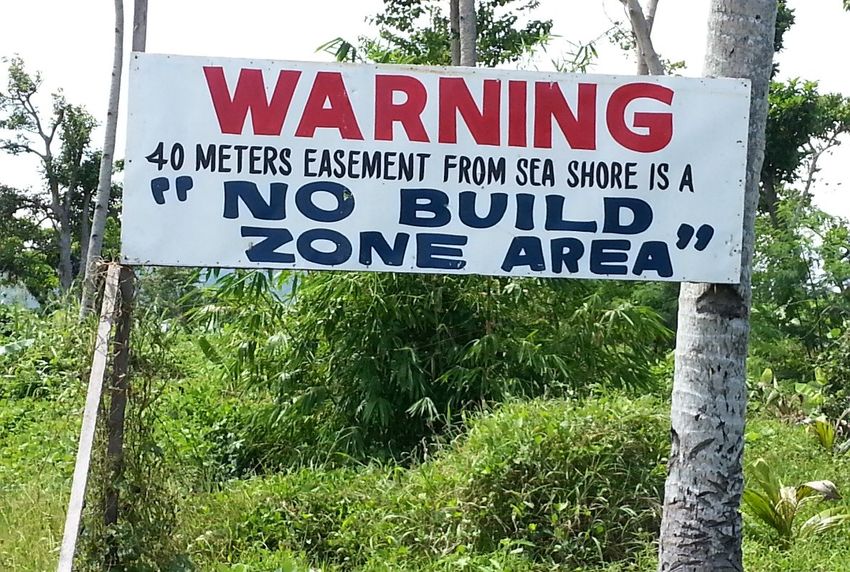 WARNING
40 METERS EASEMENT FROM SEA SHORE IS A
"NO BUILD
ZONE AREA"